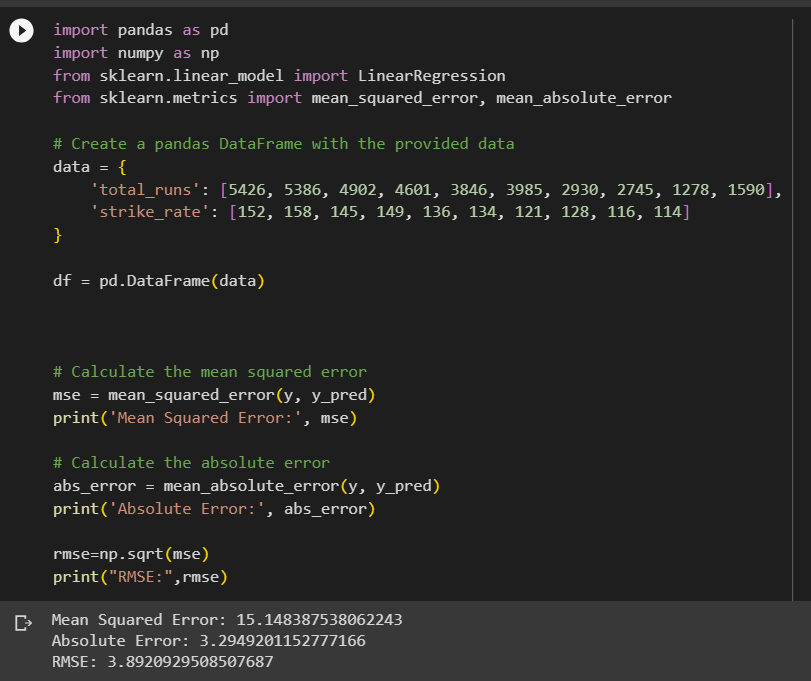 import pandas as pd
import numpy as np
from sklearn.linear_model import LinearRegression
from sklearn.metrics import mean_squared_error, mean_absolute_error
# Create a pandas DataFrame with the provided data
data = {
    'total_runs': [5426, 5386, 4902, 4601, 3846, 3985, 2930, 2745, 1278, 1590],
    'strike_rate': [152, 158, 145, 149, 136, 134, 121, 128, 116, 114]
}
df = pd.DataFrame(data)
# Calculate the mean squared error
mse = mean_squared_error(y, y_pred)
print('Mean Squared Error:', mse)
# Calculate the absolute error
abs_error = mean_absolute_error(y, y_pred)
print('Absolute Error:', abs_error)
rmse=np.sqrt(mse)
print("RMSE:",rmse)
Mean Squared Error: 15.148387538062243
Absolute Error: 3.2949201152777166
RMSE: 3.8920929508507687